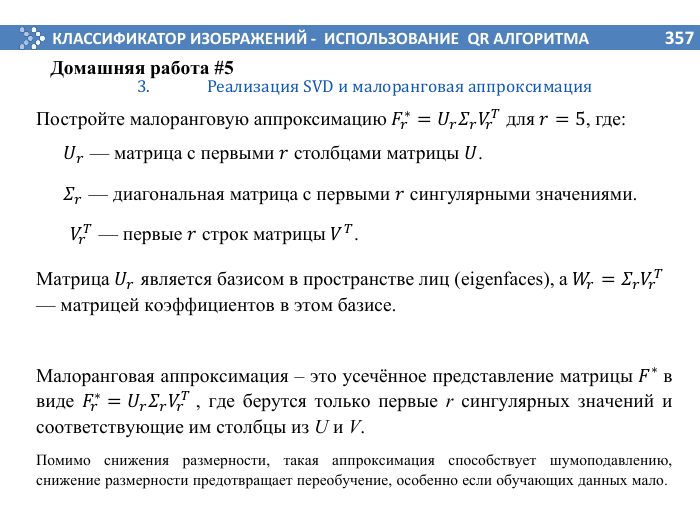 КЛАССИФИКАТОР ИЗОБРАЖЕНИЙ - ИСПОЛЬЗОВАНИЕ QR АЛГОРИТМА 357
Домашняя работа #5
3. Реализация SVD и малоранговая аппроксимация
Постройте малоранговую аппроксимацию $F_r^* = U_r \Sigma_r V_r^T$ для $r = 5$, где:
$U_r$ — матрица с первыми $r$ столбцами матрицы $U$.
$\Sigma_r$ — диагональная матрица с первыми $r$ сингулярными значениями.
$V_r^T$ — первые $r$ строк матрицы $V^T$.
Матрица $U_r$ является базисом в пространстве лиц (eigenfaces), а $W_r = \Sigma_r V_r^T$
— матрицей коэффициентов в этом базисе.
Малоранговая аппроксимация – это усечённое представление матрицы $F^*$ в
виде $F_r^* = U_r \Sigma_r V_r^T$ , где берутся только первые r сингулярных значений и
соответствующие им столбцы из U и V.
Помимо снижения размерности, такая аппроксимация способствует шумоподавлению,
снижение размерности предотвращает переобучение, особенно если обучающих данных мало.